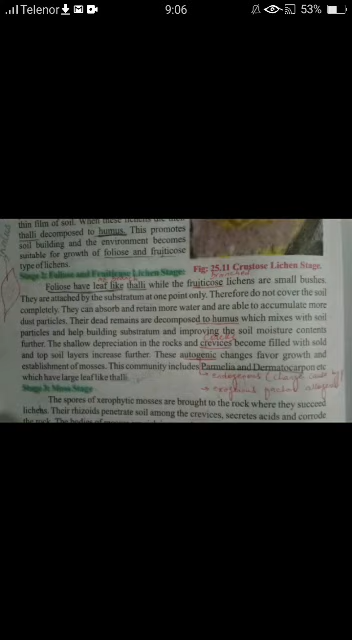 Telenor 9:06 53%
thin film of soil. When these lichens
thalli decomposed to humus. This promotes
soil building and the environment becomes
suitable for growth of foliose and fruiticose
type of lichens.
Fig: 25.11 Crustose Lichen Stage.
Stage 2: Foliose and Fruiticose Lichen Stage:
Foliose have leaf like thalli while the fruiticose lichens are small bushes.
They are attached by the substratum at one point only. Therefore do not cover the soil
completely. They can absorb and retain more water and are able to accumulate more
dust particles. Their dead remains are decomposed to humus which mixes with soil
particles and help building substratum and improving the soil moisture contents
further. The shallow depression in the rocks and crevices become filled with soil
and top soil layers increase further. These autogenic changes favor growth and
establishment of mosses. This community includes Parmelia and Dermatocarpon etc
which have large leaf like thalli.
Stage 3: Moss Stage
The spores of xerophytic mosses are brought to the rock where they succeed
lichens. Their rhizoids penetrate soil among the crevices, secretes acids and corrode
the rock. The bodies of